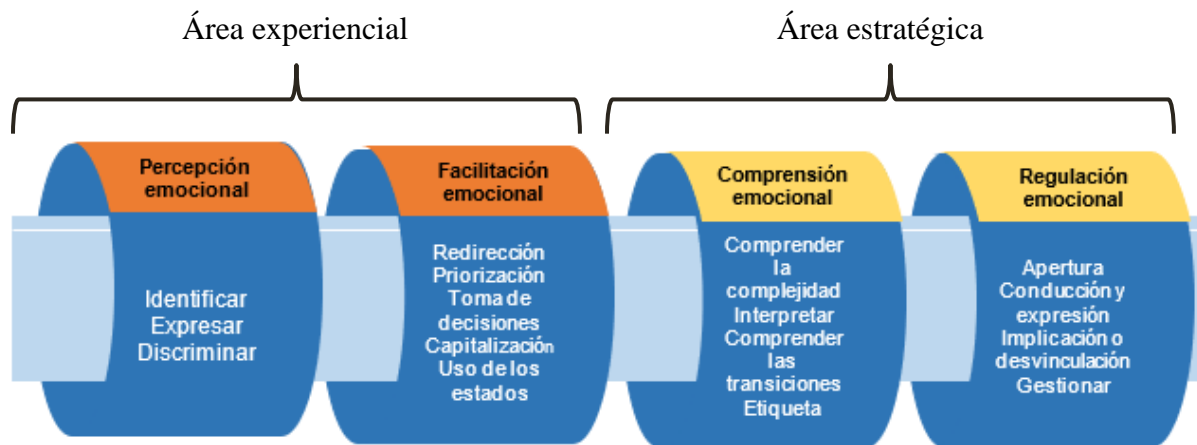 Área experiencial
Área estratégica
Percepción
emocional
Identificar
Expresar
Discriminar
Facilitación
emocional
Redirección
Priorización
Toma de
decisiones
Capitalización
Uso de los
estados
Comprensión
emocional
Comprender
la
complejidad
Interpretar
Comprender
las
transiciones
Etiqueta
Regulación
emocional
Apertura
Conducción y
expresión
Implicación o
desvinculación
Gestionar